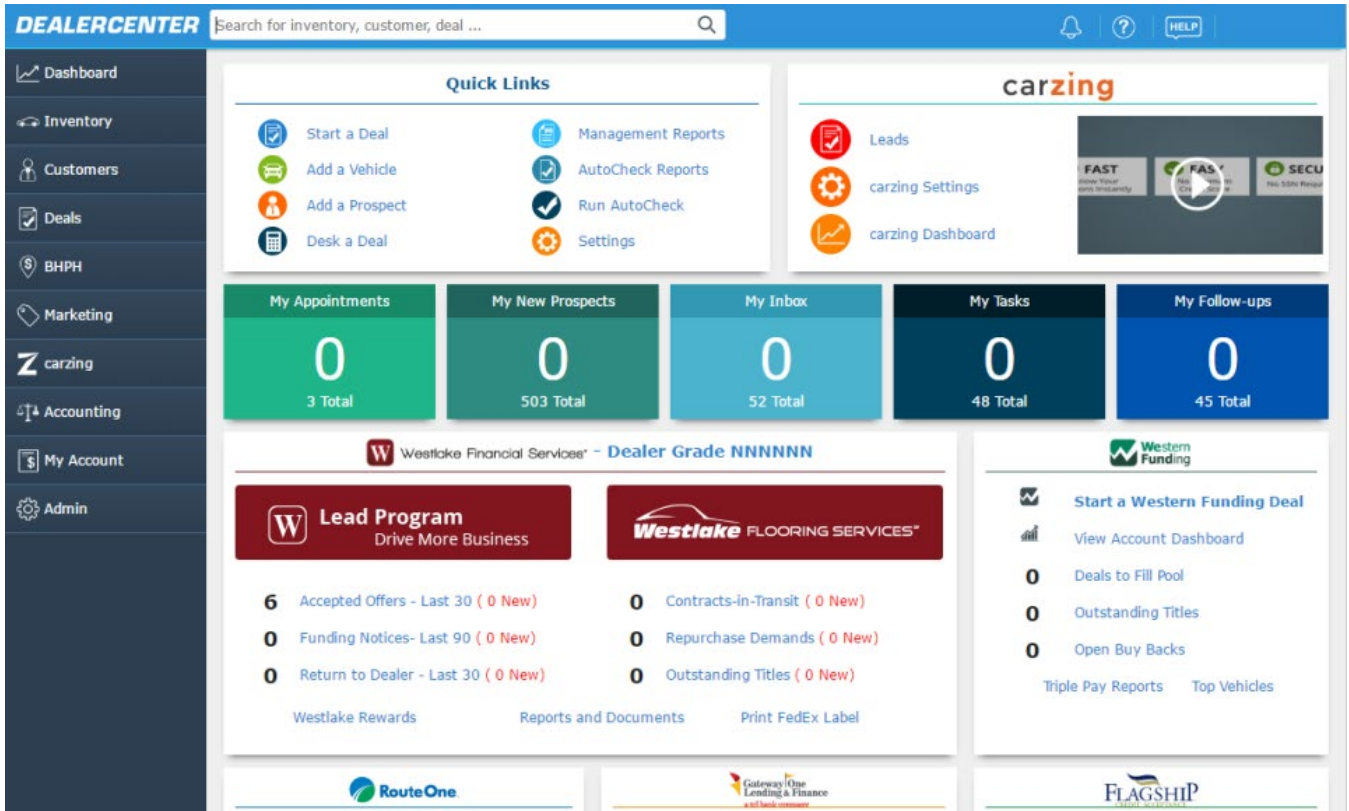 DEALERCENTER
Search for inventory, customer, deal ...
HELP
Dashboard
Inventory
Customers
Deals
BHPH
Marketing
carzing
Accounting
My Account
Admin
Quick Links
Start a Deal
Add a Vehicle
Add a Prospect
Desk a Deal
Management Reports
AutoCheck Reports
Run AutoCheck
Settings
carzing
Leads
carzing Settings
carzing Dashboard
FAST
EASY
SECU
My Appointments
0
3 Total
My New Prospects
0
503 Total
My Inbox
0
52 Total
My Tasks
0
48 Total
My Follow-ups
0
45 Total
W Westlake Financial Services - Dealer Grade NNNNNN
W Lead Program
Drive More Business
Westlake FLOORING SERVICES
6 Accepted Offers - Last 30 ( 0 New)
0 Funding Notices- Last 90 ( 0 New)
0 Return to Dealer - Last 30 ( 0 New)
0 Contracts-in-Transit ( 0 New)
0 Repurchase Demands ( 0 New)
0 Outstanding Titles ( 0 New)
Westlake Rewards Reports and Documents Print FedEx Label
Western
Funding
Start a Western Funding Deal
View Account Dashboard
0 Deals to Fill Pool
0 Outstanding Titles
0 Open Buy Backs
Triple Pay Reports Top Vehicles
RouteOne
Gateway One
Lending & Finance
a tcf bank company
FLAGSHIP